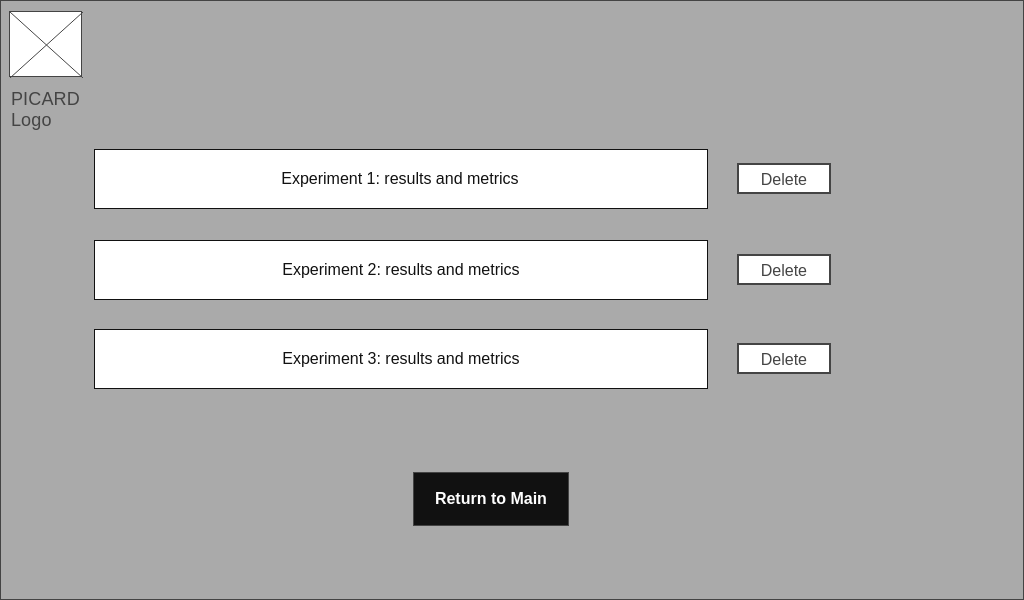 PICARD
Logo
Experiment 1: results and metrics
Delete
Experiment 2: results and metrics
Delete
Experiment 3: results and metrics
Delete
Return to Main